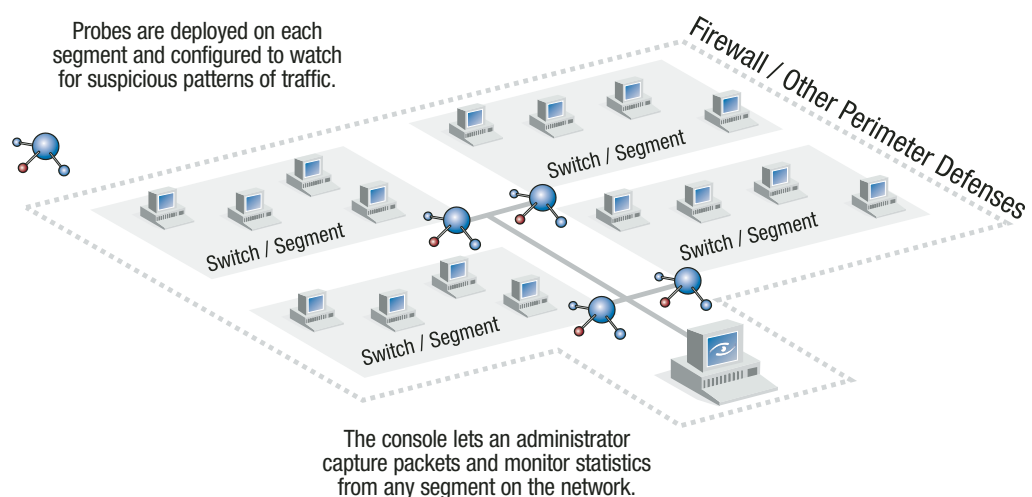 Probes are deployed on each
segment and configured to watch
for suspicious patterns of traffic.
Firewall / Other Perimeter Defenses
Switch / Segment
Switch / Segment
Switch / Segment
Switch / Segment
The console lets an administrator
capture packets and monitor statistics
from any segment on the network.